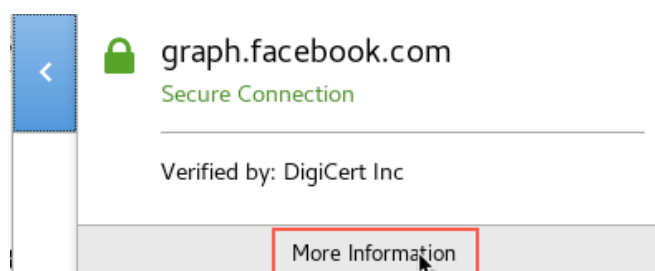 graph.facebook.com
Secure Connection
Verified by: DigiCert Inc
More Information